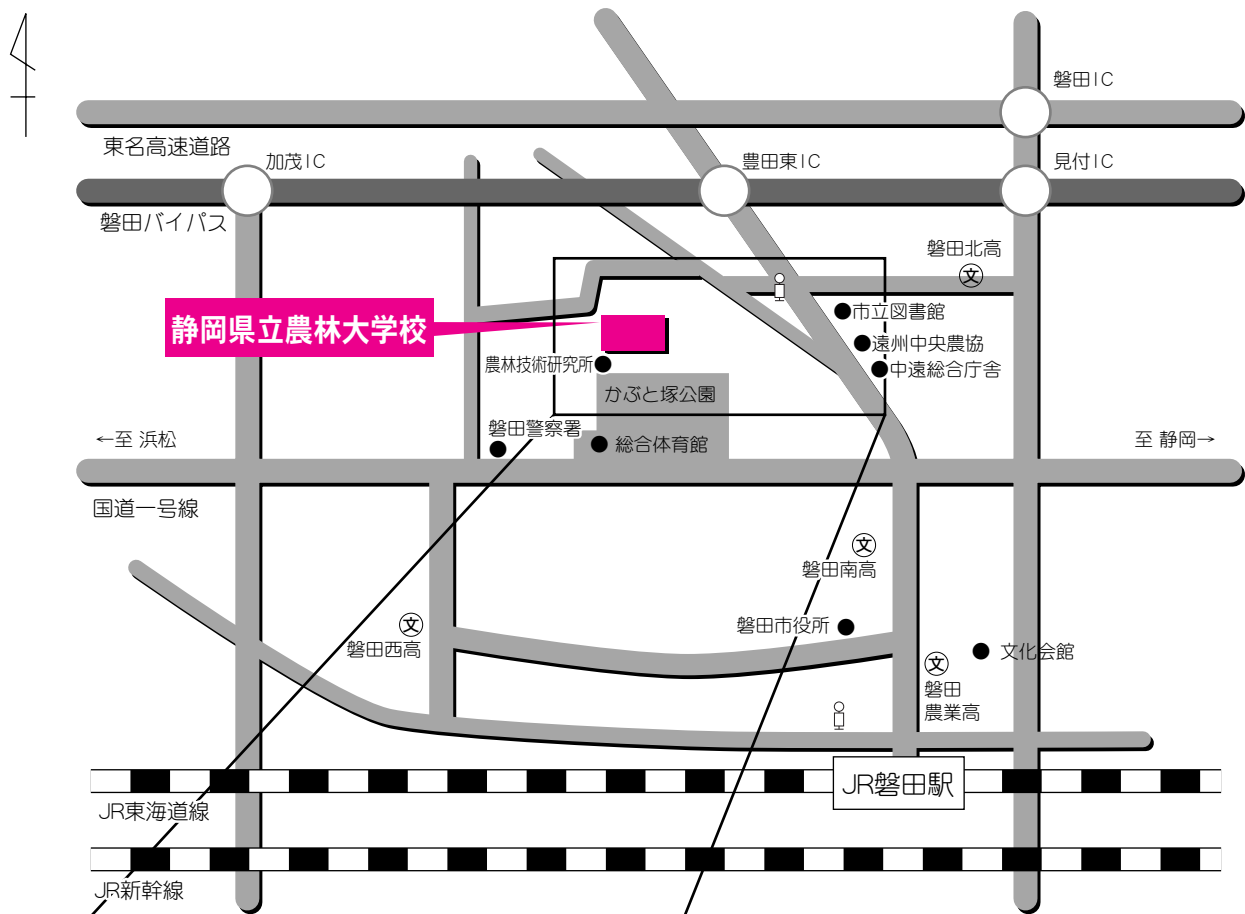 磐田IC
東名高速道路
加茂IC
豊田東IC
見付IC
磐田バイパス
磐田北高
文
市立図書館
静岡県立農林大学校
遠州中央農協
農林技術研究所
中遠総合庁舎
かぶと塚公園
磐田警察署
←至 浜松
総合体育館
至 静岡→
国道一号線
文
磐田南高
文
磐田西高
磐田市役所
文化会館
文
磐田
農業高
JR磐田駅
JR東海道線
JR新幹線